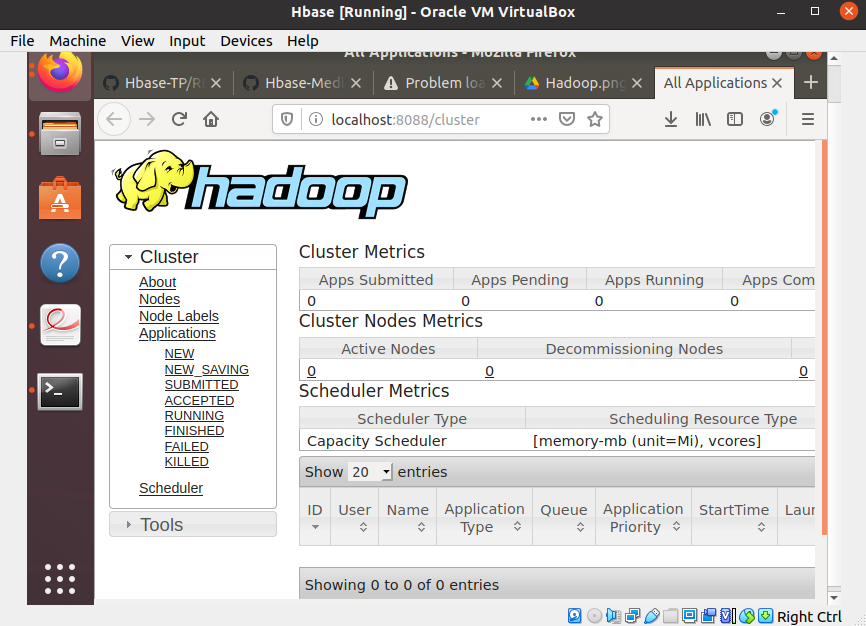 Hbase [Running] - Oracle VM VirtualBox
File Machine View Input Devices Help
All Applications - Mozilla Firefox
Hbase-TP/R
Hbase-Med
Problem loa
Hadoop.png
All Applications
localhost:8088/cluster
hadoop
Cluster
About
Nodes
Node Labels
Applications
NEW
NEW_SAVING
SUBMITTED
ACCEPTED
RUNNING
FINISHED
FAILED
KILLED
Scheduler
Tools
Cluster Metrics
Apps Submitted Apps Pending Apps Running Apps Com
0 0 0 0
Cluster Nodes Metrics
Active Nodes Decommissioning Nodes
0 0 0
Scheduler Metrics
Scheduler Type Scheduling Resource Type
Capacity Scheduler [memory-mb (unit=Mi), vcores]
Show 20 entries
ID User Name Application Type Queue Application Priority StartTime Laun
Showing 0 to 0 of 0 entries
Right Ctrl